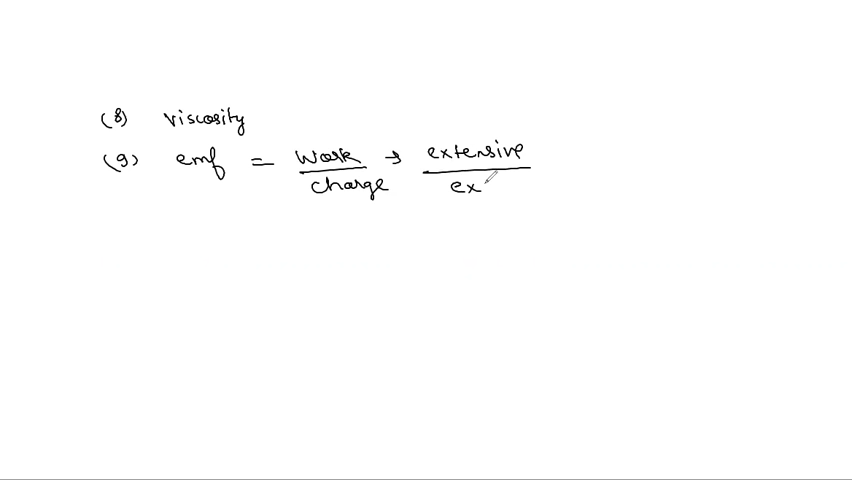 (8) viscosity
(9) emf = Work / charge → extensive / ex